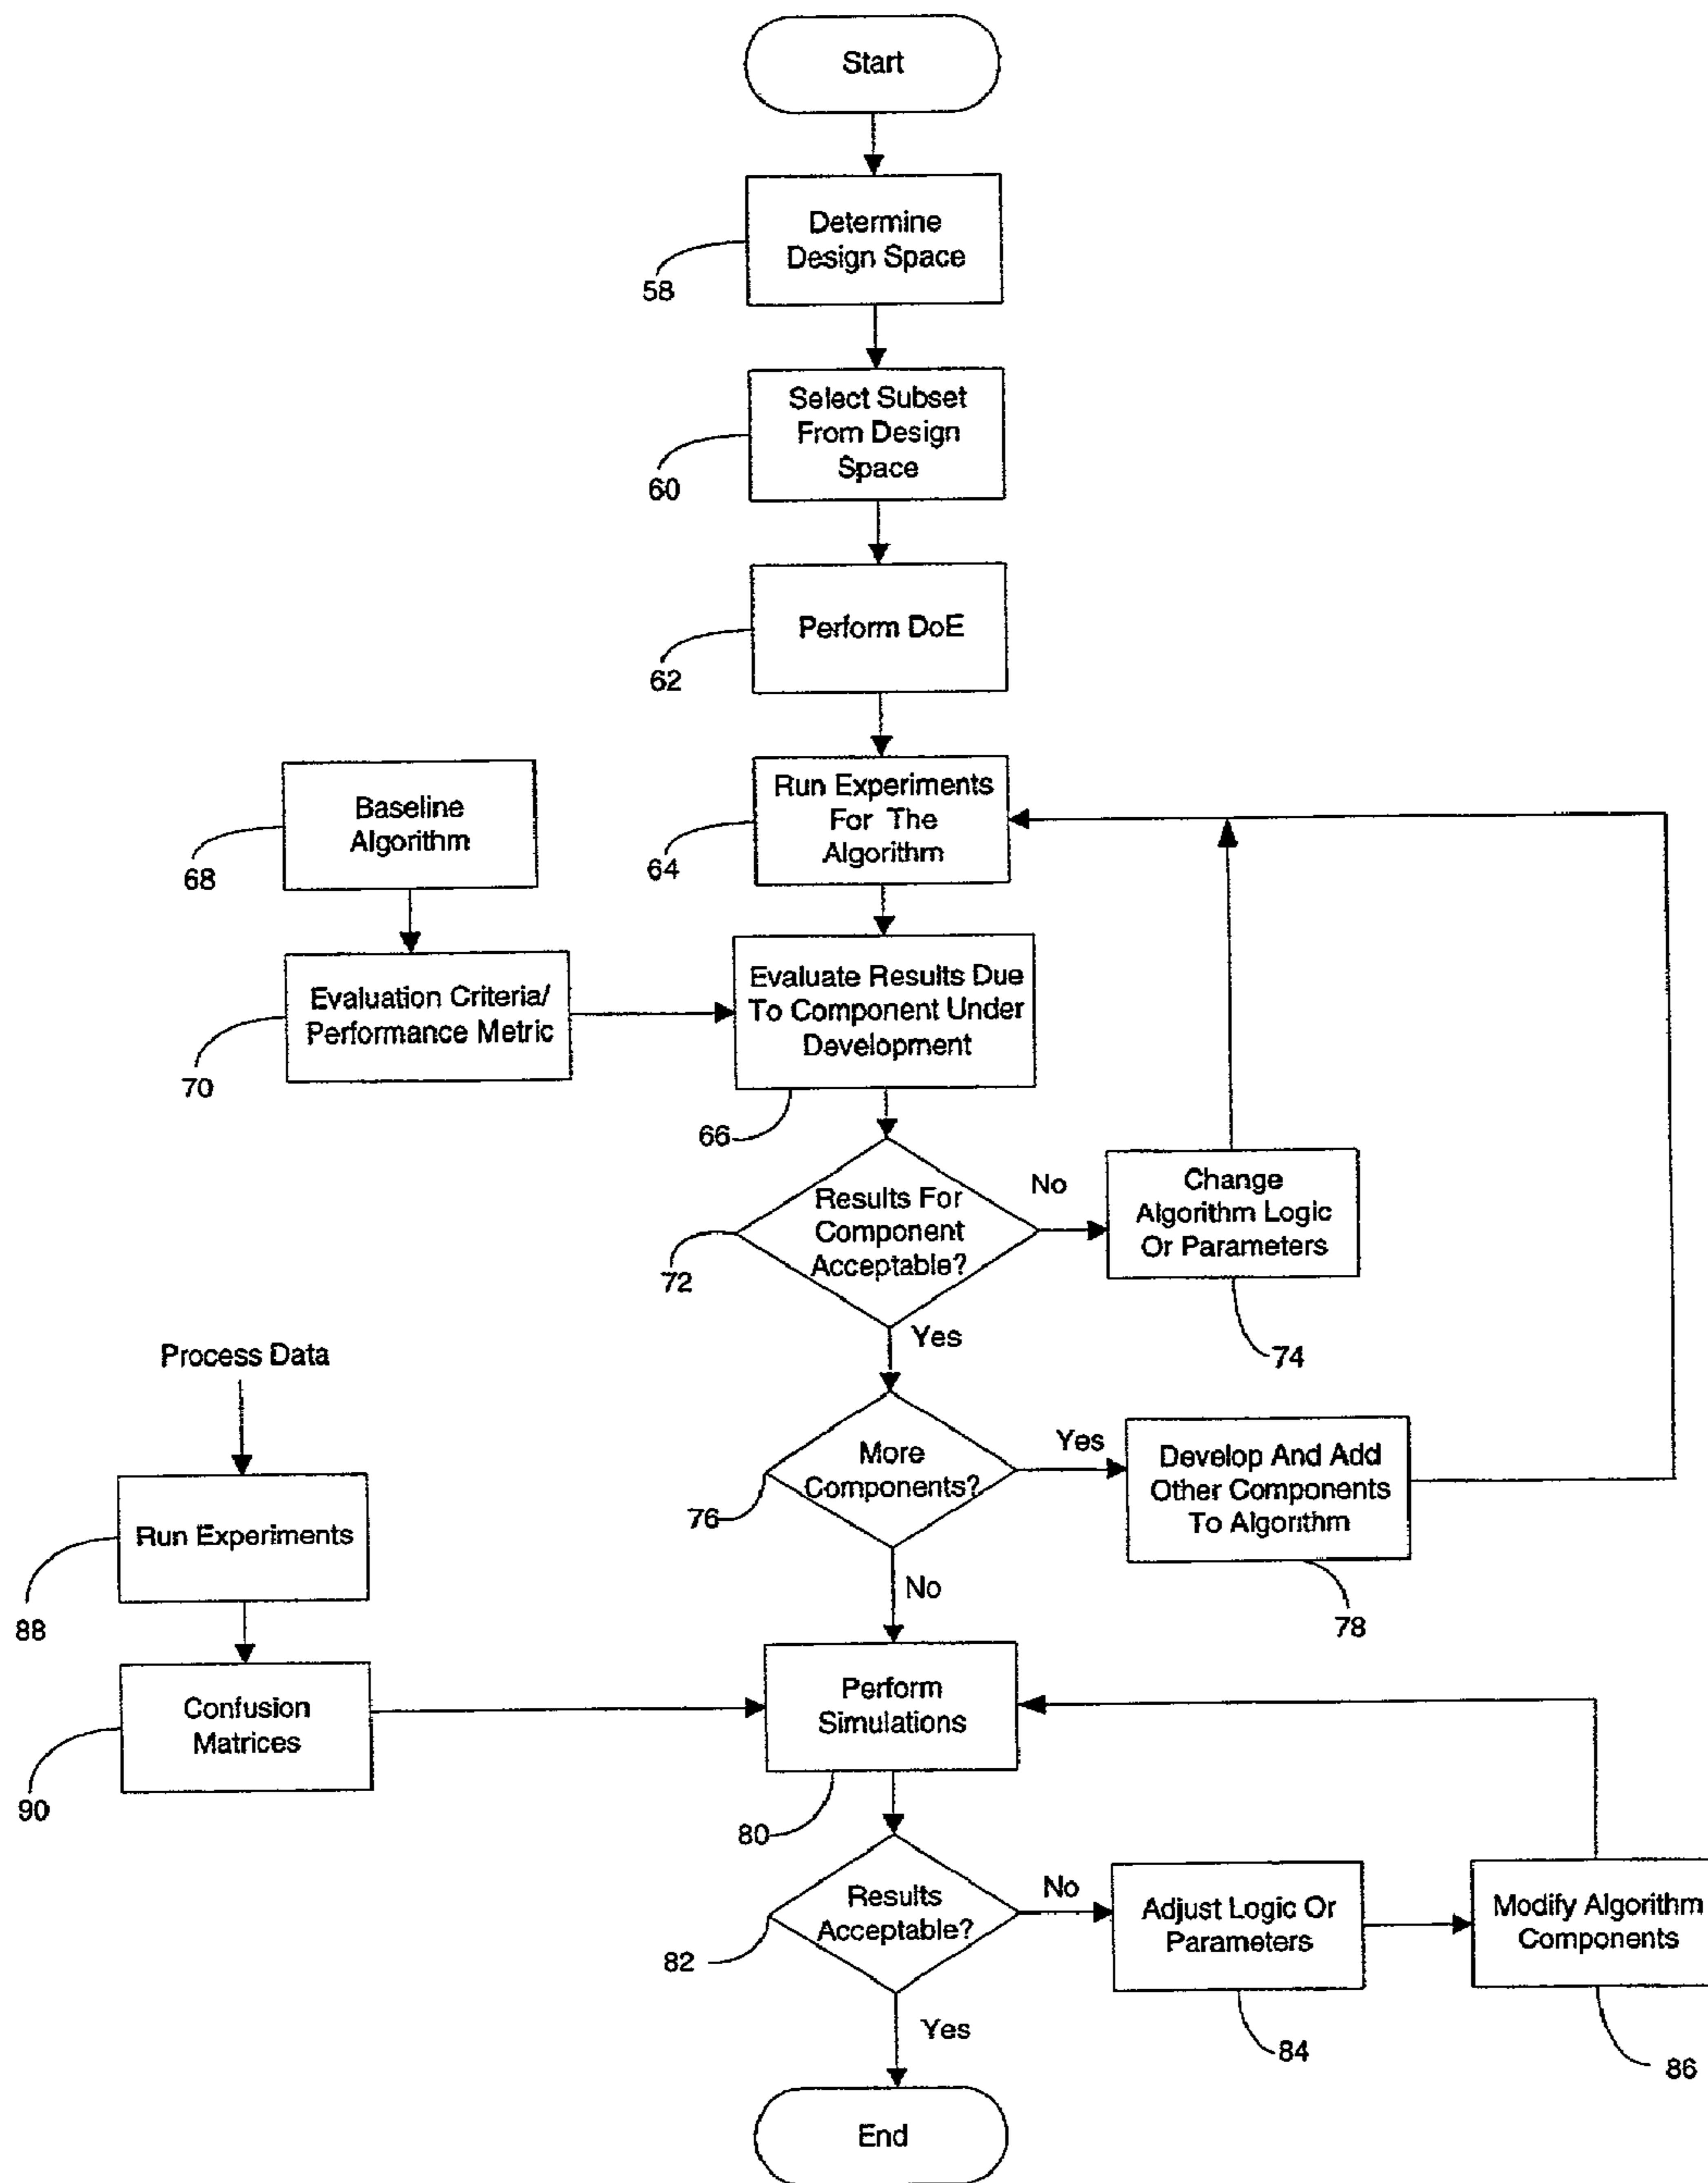 Start
Determine
Design Space
58
Select Subset
From Design
Space
60
Perform DoE
62
Run Experiments
For The
Algorithm
64
Baseline
Algorithm
68
Evaluation Criteria/
Performance Metric
70
Evaluate Results Due
To Component Under
Development
66
Results For
Component
Acceptable?
72
No
Change
Algorithm Logic
Or Parameters
74
Yes
More
Components?
76
Yes
Develop And Add
Other Components
To Algorithm
78
No
Process Data
Run Experiments
88
Confusion
Matrices
90
Perform
Simulations
80
Results
Acceptable?
82
No
Adjust Logic Or
Parameters
84
Modify Algorithm
Components
86
Yes
End